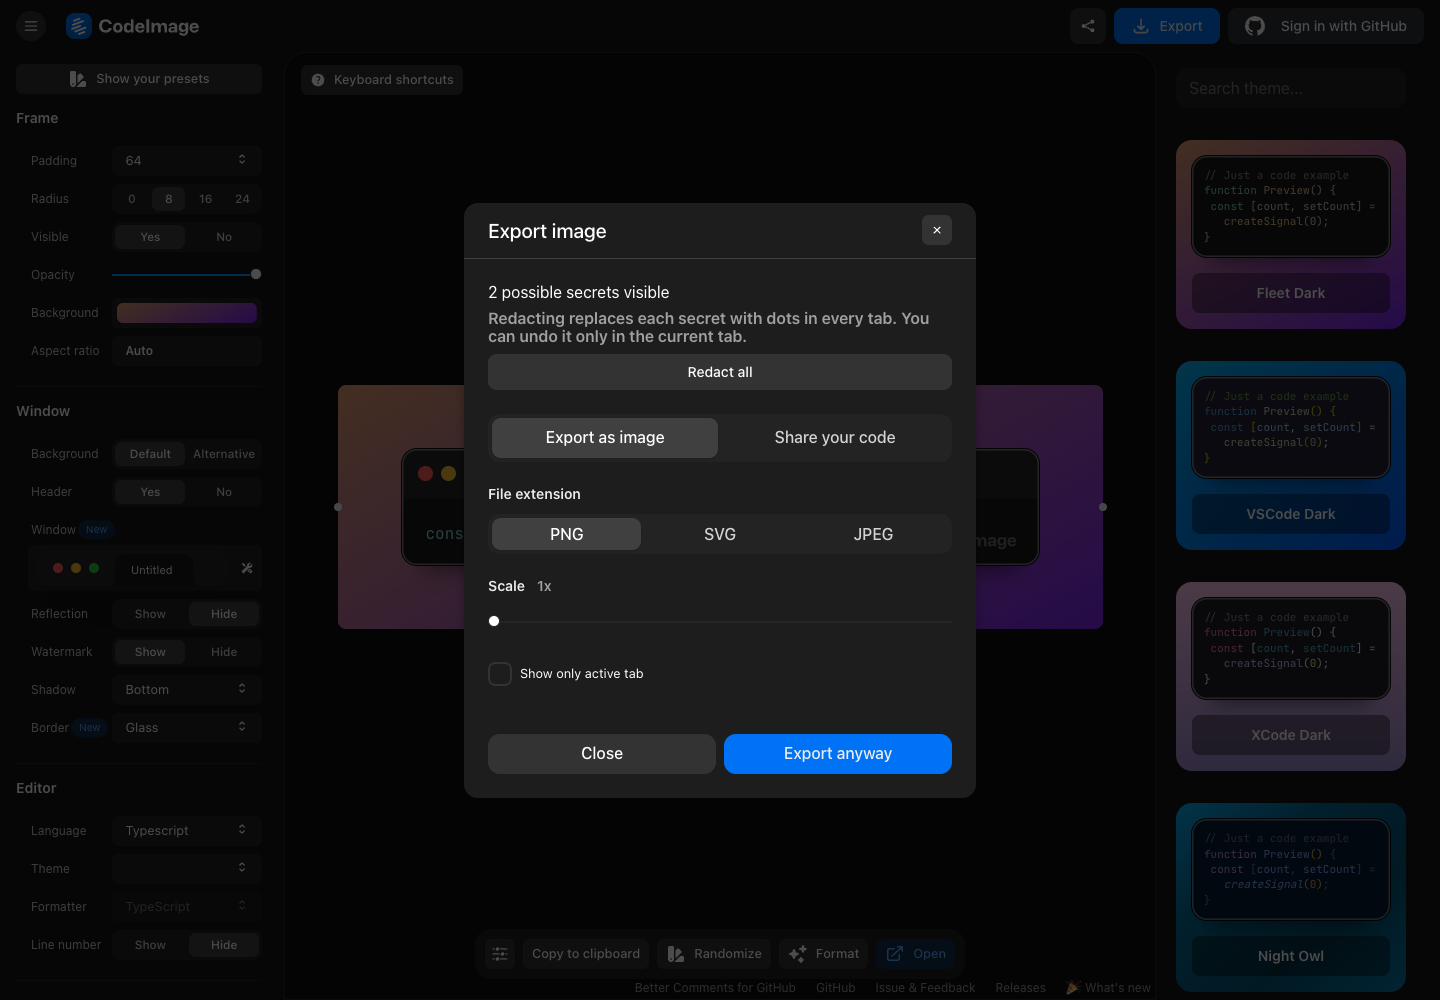 CodeImage
Export
Sign in with GitHub
Show your presets
Keyboard shortcuts
Search theme...
Frame
Padding
64
Radius
0
8
16
24
Visible
Yes
No
Opacity
Background
Aspect ratio
Auto
Window
Background
Default
Alternative
Header
Yes
No
Window
New
Untitled
Reflection
Show
Hide
Watermark
Show
Hide
Shadow
Bottom
Border
New
Glass
Editor
Language
Typescript
Theme
Formatter
TypeScript
Line number
Show
Hide
cons
mage
Export image
×
2 possible secrets visible
Redacting replaces each secret with dots in every tab. You
can undo it only in the current tab.
Redact all
Export as image
Share your code
File extension
PNG
SVG
JPEG
Scale
1x
Show only active tab
Close
Export anyway
// Just a code example
function Preview() {
const [count, setCount] =
createSignal(0);
}
Fleet Dark
// Just a code example
function Preview() {
const [count, setCount] =
createSignal(0);
}
VSCode Dark
// Just a code example
function Preview() {
const [count, setCount] =
createSignal(0);
}
XCode Dark
// Just a code example
function Preview() {
const [count, setCount] =
createSignal(0);
}
Night Owl
Copy to clipboard
Randomize
Format
Open
Better Comments for GitHub
GitHub
Issue & Feedback
Releases
🎉 What's new